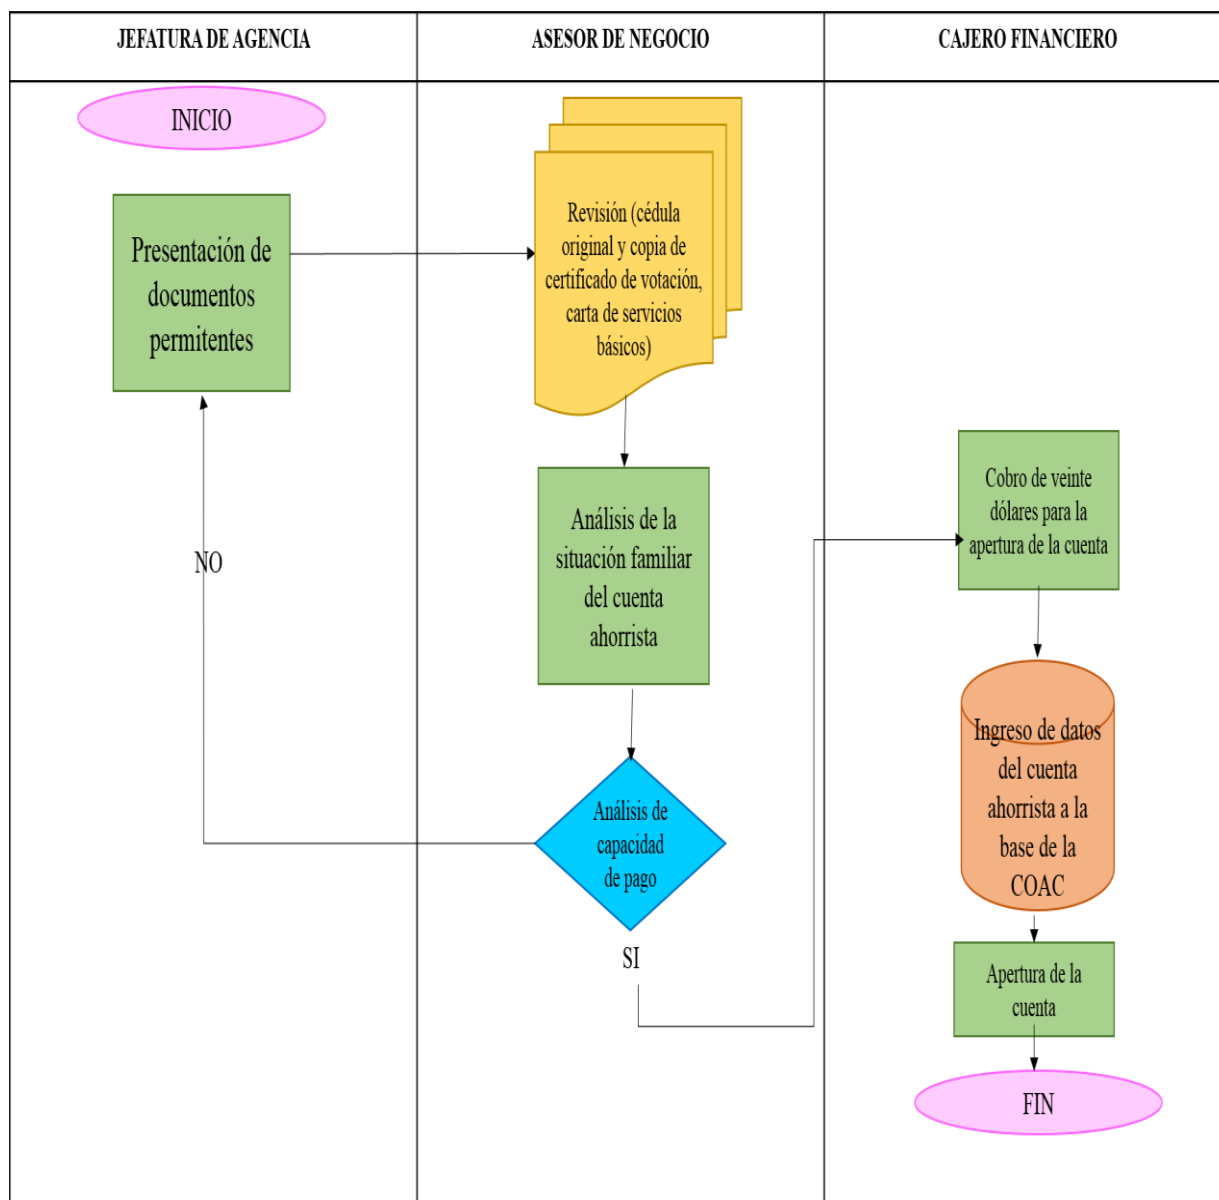 JEFATURA DE AGENCIA
ASESOR DE NEGOCIO
CAJERO FINANCIERO
INICIO
Presentación de
documentos
permitentes
Revisión (cédula
original y copia de
certificado de votación,
carta de servicios
básicos)
Análisis de la
situación familiar
del cuenta
ahorrista
NO
Análisis de
capacidad
de pago
SI
Cobro de veinte
dólares para la
apertura de la cuenta
Ingreso de datos
del cuenta
ahorrista a la
base de la
COAC
Apertura de la
cuenta
FIN